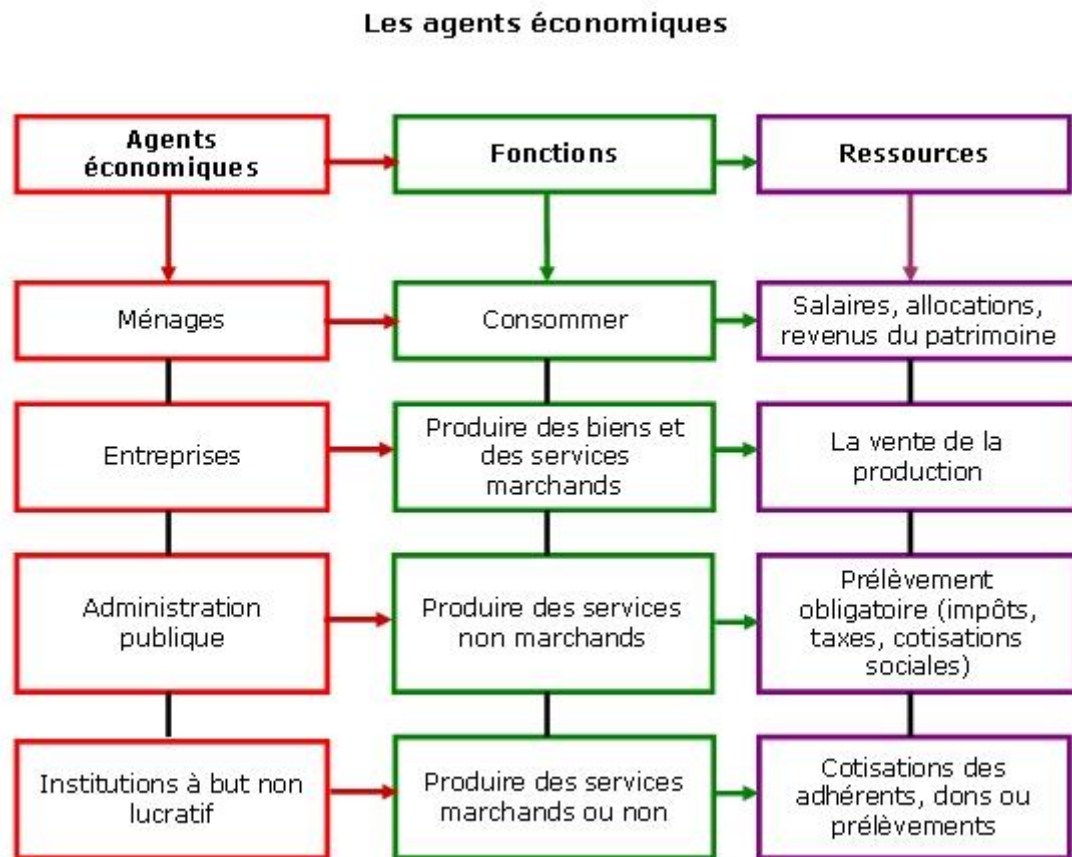 Les agents économiques
Agents
économiques
Fonctions
Ressources
Ménages
Consommer
Salaires, allocations,
revenus du patrimoine
Entreprises
Produire des biens et
des services
marchands
La vente de la
production
Administration
publique
Produire des services
non marchands
Prélèvement
obligatoire (impôts,
taxes, cotisations
sociales)
Institutions à but non
lucratif
Produire des services
marchands ou non
Cotisations des
adhérents, dons ou
prélèvements